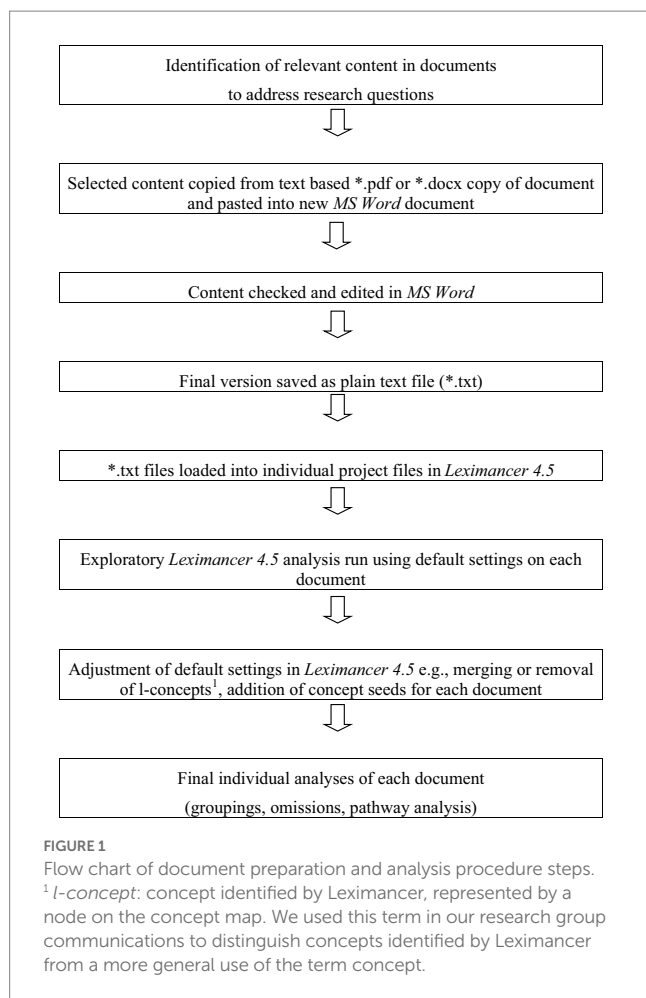 Identification of relevant content in documents
to address research questions
Selected content copied from text based *.pdf or *.docx copy of document
and pasted into new MS Word document
Content checked and edited in MS Word
Final version saved as plain text file (*.txt)
*.txt files loaded into individual project files in Leximancer 4.5
Exploratory Leximancer 4.5 analysis run using default settings on each
document
Adjustment of default settings in Leximancer 4.5 e.g., merging or removal
of l-concepts¹, addition of concept seeds for each document
Final individual analyses of each document
(groupings, omissions, pathway analysis)
FIGURE 1
Flow chart of document preparation and analysis procedure steps.
¹ l-concept: concept identified by Leximancer, represented by a
node on the concept map. We used this term in our research group
communications to distinguish concepts identified by Leximancer
from a more general use of the term concept.